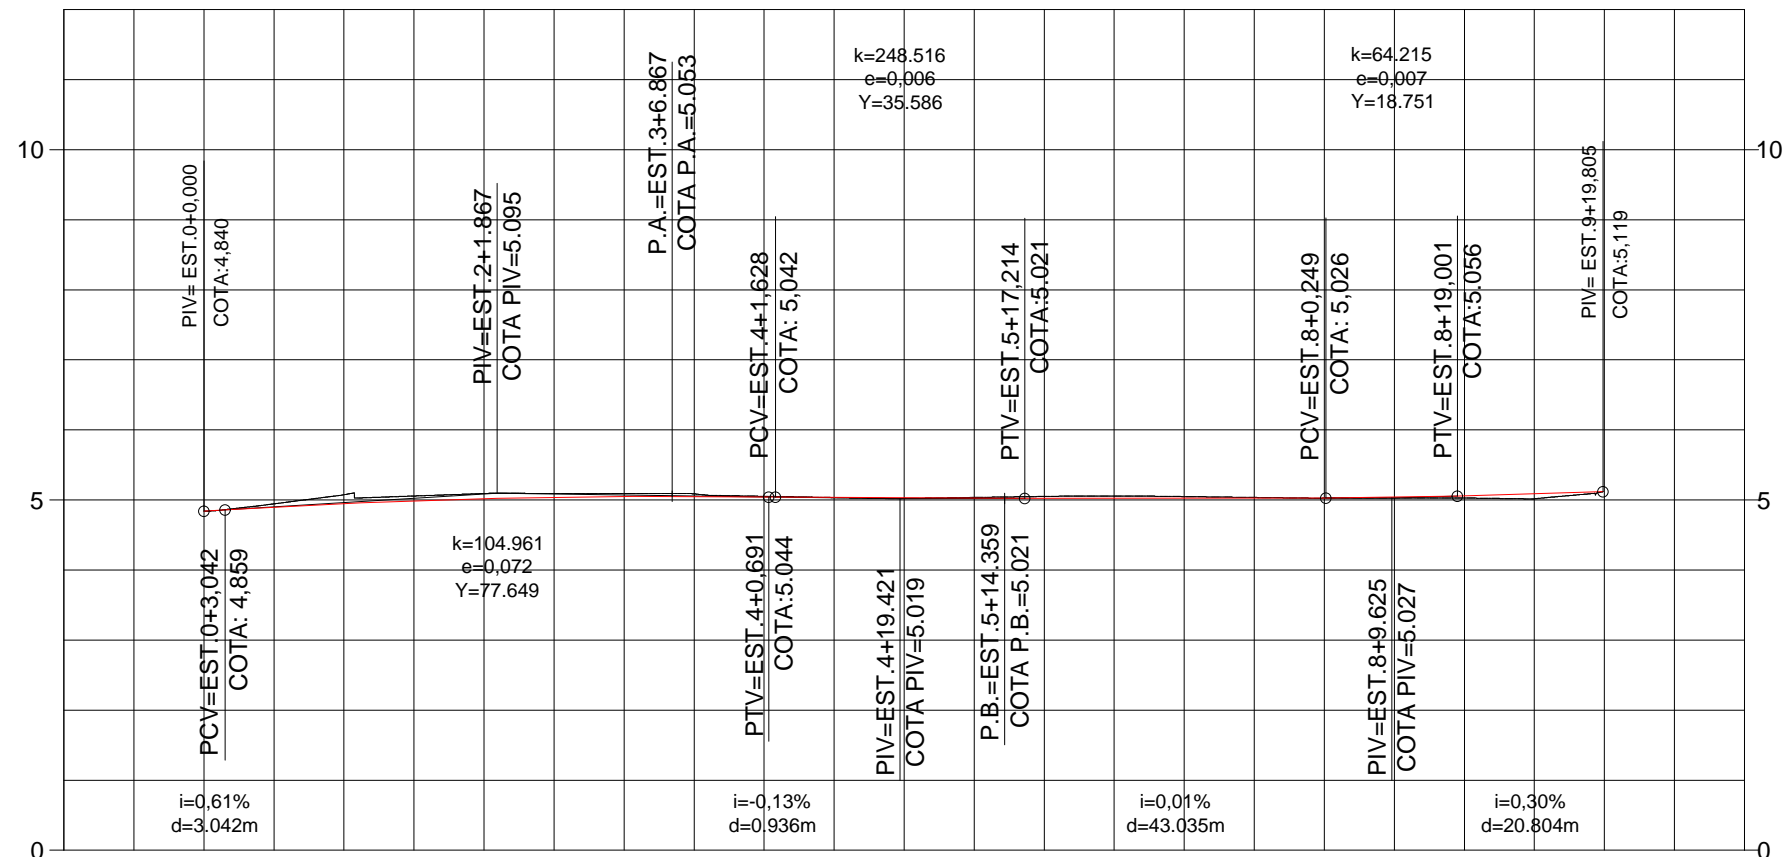 k=248.516
e=0,006
Y=35.586
k=64.215
e=0,007
Y=18.751
10
10
PIV= EST.0+0,000
COTA:4,840
PIV=EST.2+1.867
COTA PIV=5.095
P.A.=EST.3+6.867
COTA P.A.=5.053
PCV=EST.4+1,628
COTA: 5,042
PTV=EST.5+17,214
COTA:5.021
PCV=EST.8+0,249
COTA: 5,026
PTV=EST.8+19,001
COTA:5.056
PIV= EST.9+19,805
COTA:5,119
5
5
PCV=EST.0+3,042
COTA: 4,859
k=104.961
e=0,072
Y=77.649
PTV=EST.4+0,691
COTA:5.044
PIV=EST.4+19.421
COTA PIV=5.019
P.B.=EST.5+14.359
COTA P.B.=5.021
PIV=EST.8+9.625
COTA PIV=5.027
i=0,61%
d=3.042m
i=-0,13%
d=0.936m
i=0,01%
d=43.035m
i=0,30%
d=20.804m
0
0